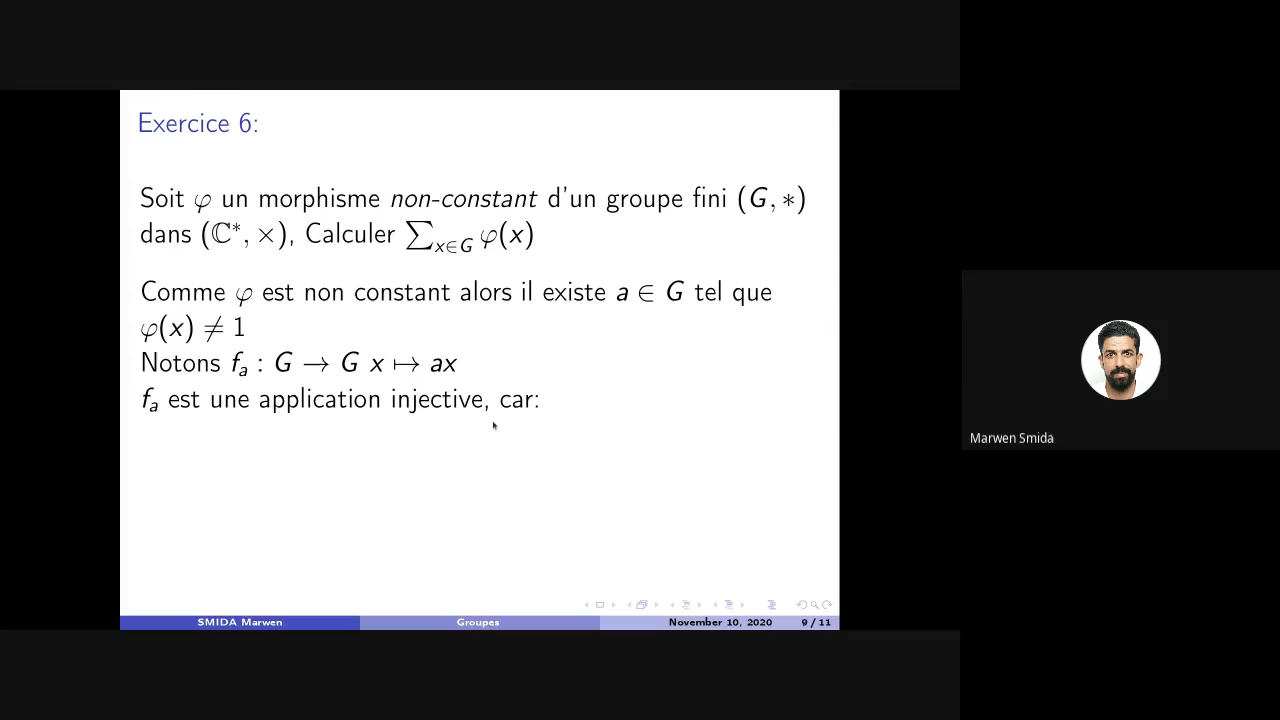 Exercice 6:
Soit φ un morphisme non-constant d'un groupe fini (G, ∗)
dans (ℂ*, ×), Calculer ∑_{x∈G} φ(x)
Comme φ est non constant alors il existe a ∈ G tel que
φ(x) ≠ 1
Notons f_a : G → G x ↦ ax
f_a est une application injective, car:
Marwen Smida
SMIDA Marwen Groupes November 10, 2020 9 / 11